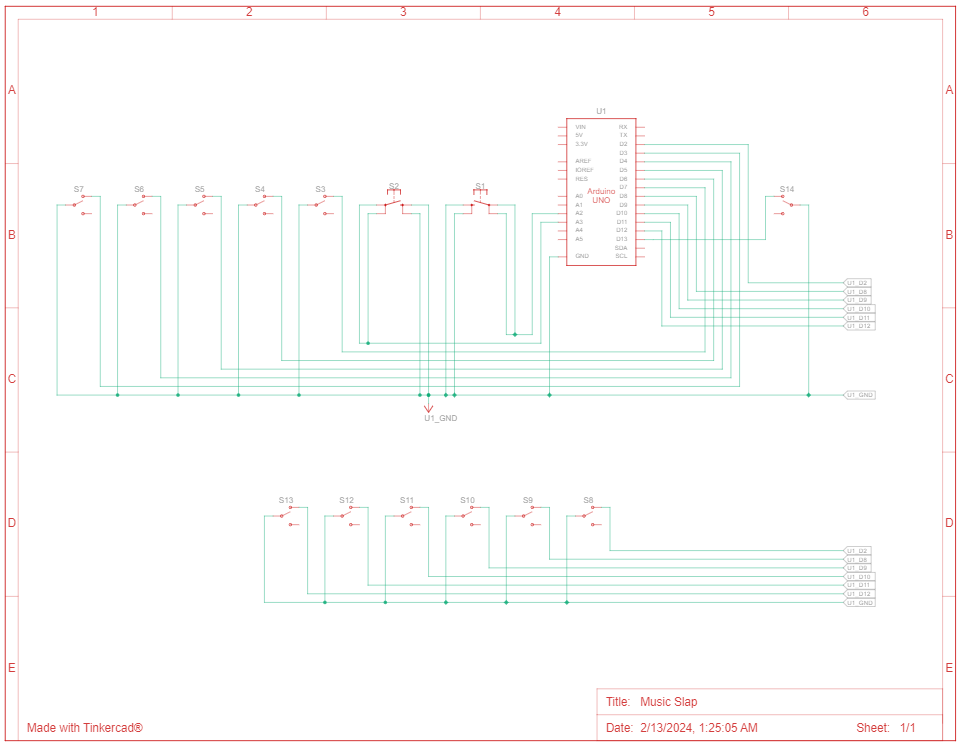 1 2 3 4 5 6
A A
U1
VIN RX
5V TX
3.3V D2
D3
AREF D4
IOREF D5
RES D6
D7
Arduino
UNO
A0 D8
A1 D9
A2 D10
A3 D11
A4 D12
A5 D13
SDA
GND SCL
S7 S6 S5 S4 S3 S2 S1 S14
B B
U1_D2
U1_D8
U1_D9
U1_D10
U1_D11
U1_D12
C C
U1_GND
U1_GND
S13 S12 S11 S10 S9 S8
D D
U1_D2
U1_D8
U1_D9
U1_D10
U1_D11
U1_D12
U1_GND
E E
Title: Music Slap
Made with Tinkercad®
Date: 2/13/2024, 1:25:05 AM Sheet: 1/1